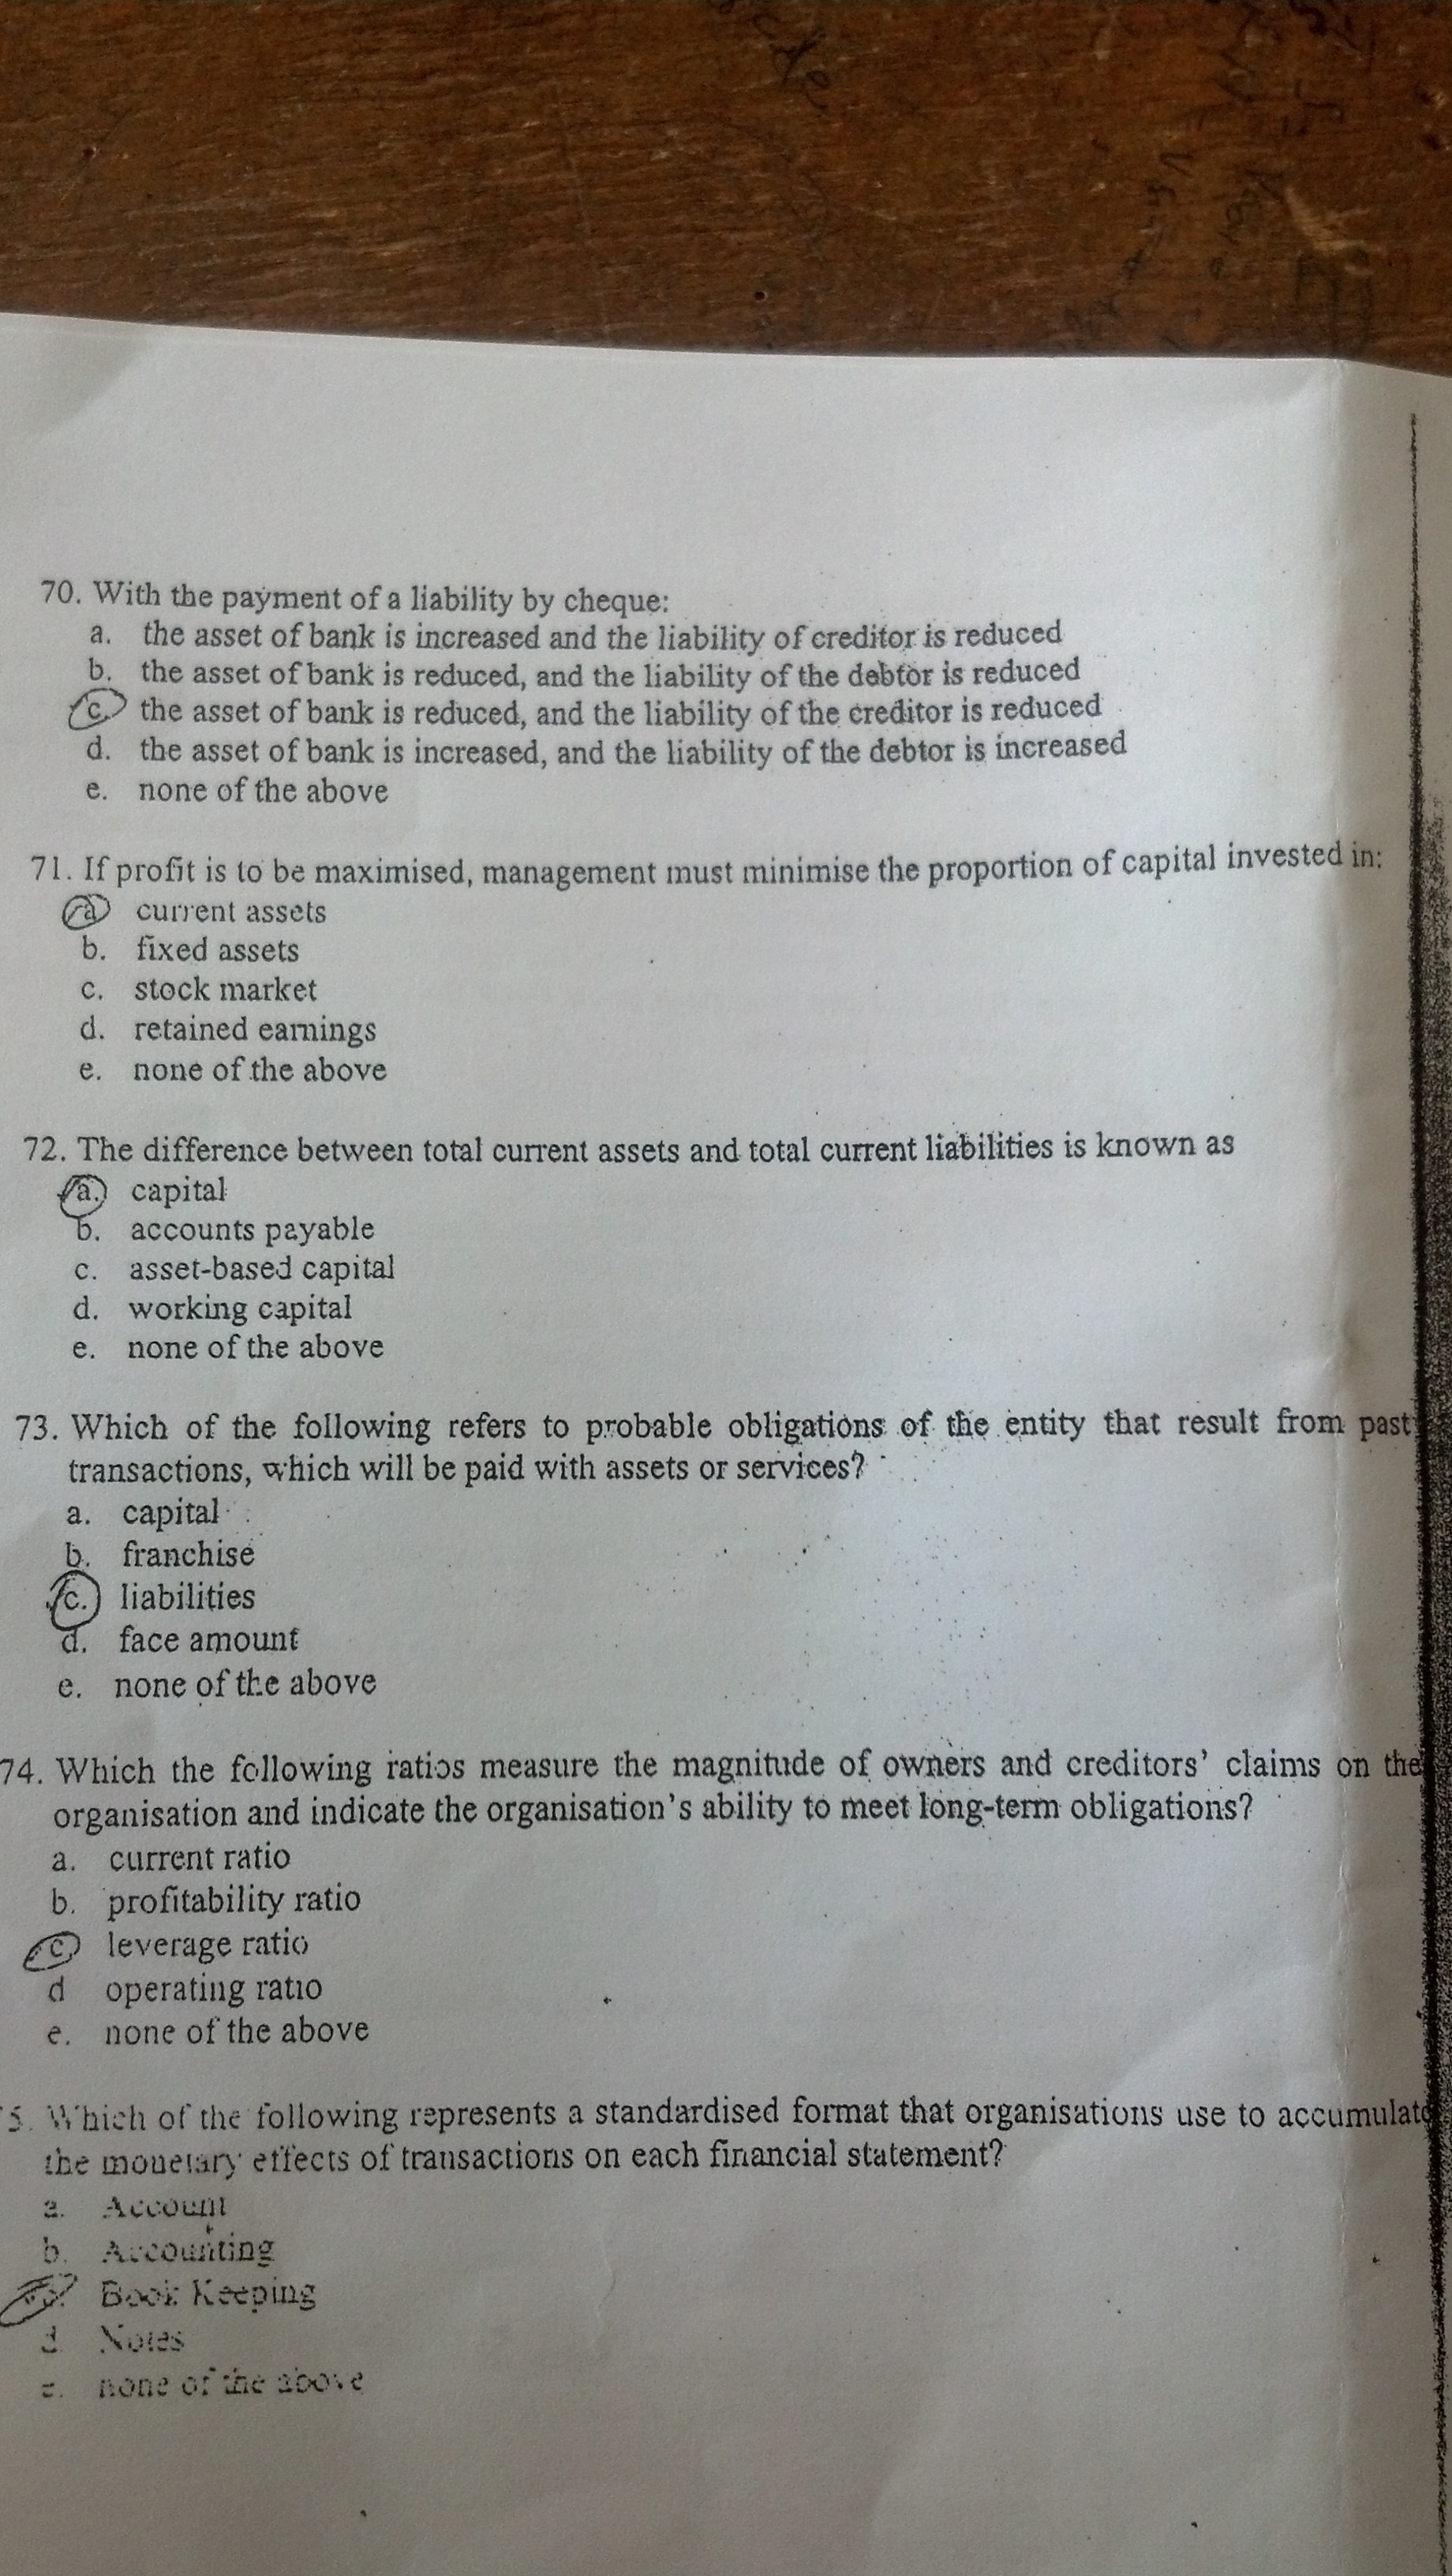 70. With the payment of a liability by cheque:
a. the asset of bank is increased and the liability of creditor is reduced
b. the asset of bank is reduced, and the liability of the debtor is reduced
c. the asset of bank is reduced, and the liability of the creditor is reduced
d. the asset of bank is increased, and the liability of the debtor is increased
e. none of the above
71. If profit is to be maximised, management must minimise the proportion of capital invested in:
a current assets
b. fixed assets
c. stock market
d. retained earnings
e. none of the above
72. The difference between total current assets and total current liabilities is known as
a. capital
b. accounts payable
c. asset-based capital
d. working capital
e. none of the above
73. Which of the following refers to probable obligations of the entity that result from past
transactions, which will be paid with assets or services?
a. capital
b. franchise
c. liabilities
d. face amount
e. none of the above
74. Which the following ratios measure the magnitude of owners and creditors' claims on the
organisation and indicate the organisation's ability to meet long-term obligations?
a. current ratio
b. profitability ratio
c leverage ratio
d operating ratio
e. none of the above
5. Which of the following represents a standardised format that organisations use to accumulate
the monetary effects of transactions on each financial statement?
a. Account
b. Accounting
Book Keeping
d Notes
e. none of the above